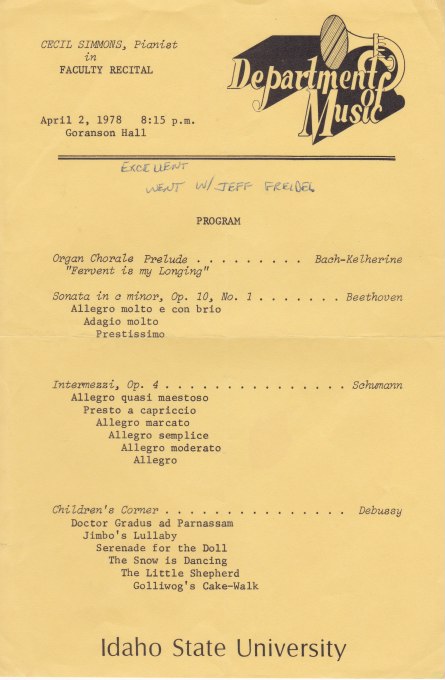 CECIL SIMMONS, Pianist
in
FACULTY RECITAL
Department
of
Music
April 2, 1978 8:15 p.m.
Goranson Hall
EXCELLENT
WENT W/ JEFF FREIDEL
PROGRAM
Organ Chorale Prelude . . . . . . . . . Bach-Kelherine
"Fervent is my Longing"
Sonata in c minor, Op. 10, No. 1 . . . . . . . Beethoven
Allegro molto e con brio
Adagio molto
Prestissimo
Intermezzi, Op. 4 . . . . . . . . . . . . . . . Schumann
Allegro quasi maestoso
Presto a capriccio
Allegro marcato
Allegro semplice
Allegro moderato
Allegro
Children's Corner . . . . . . . . . . . . . . . Debussy
Doctor Gradus ad Parnassam
Jimbo's Lullaby
Serenade for the Doll
The Snow is Dancing
The Little Shepherd
Golliwog's Cake-Walk
Idaho State University